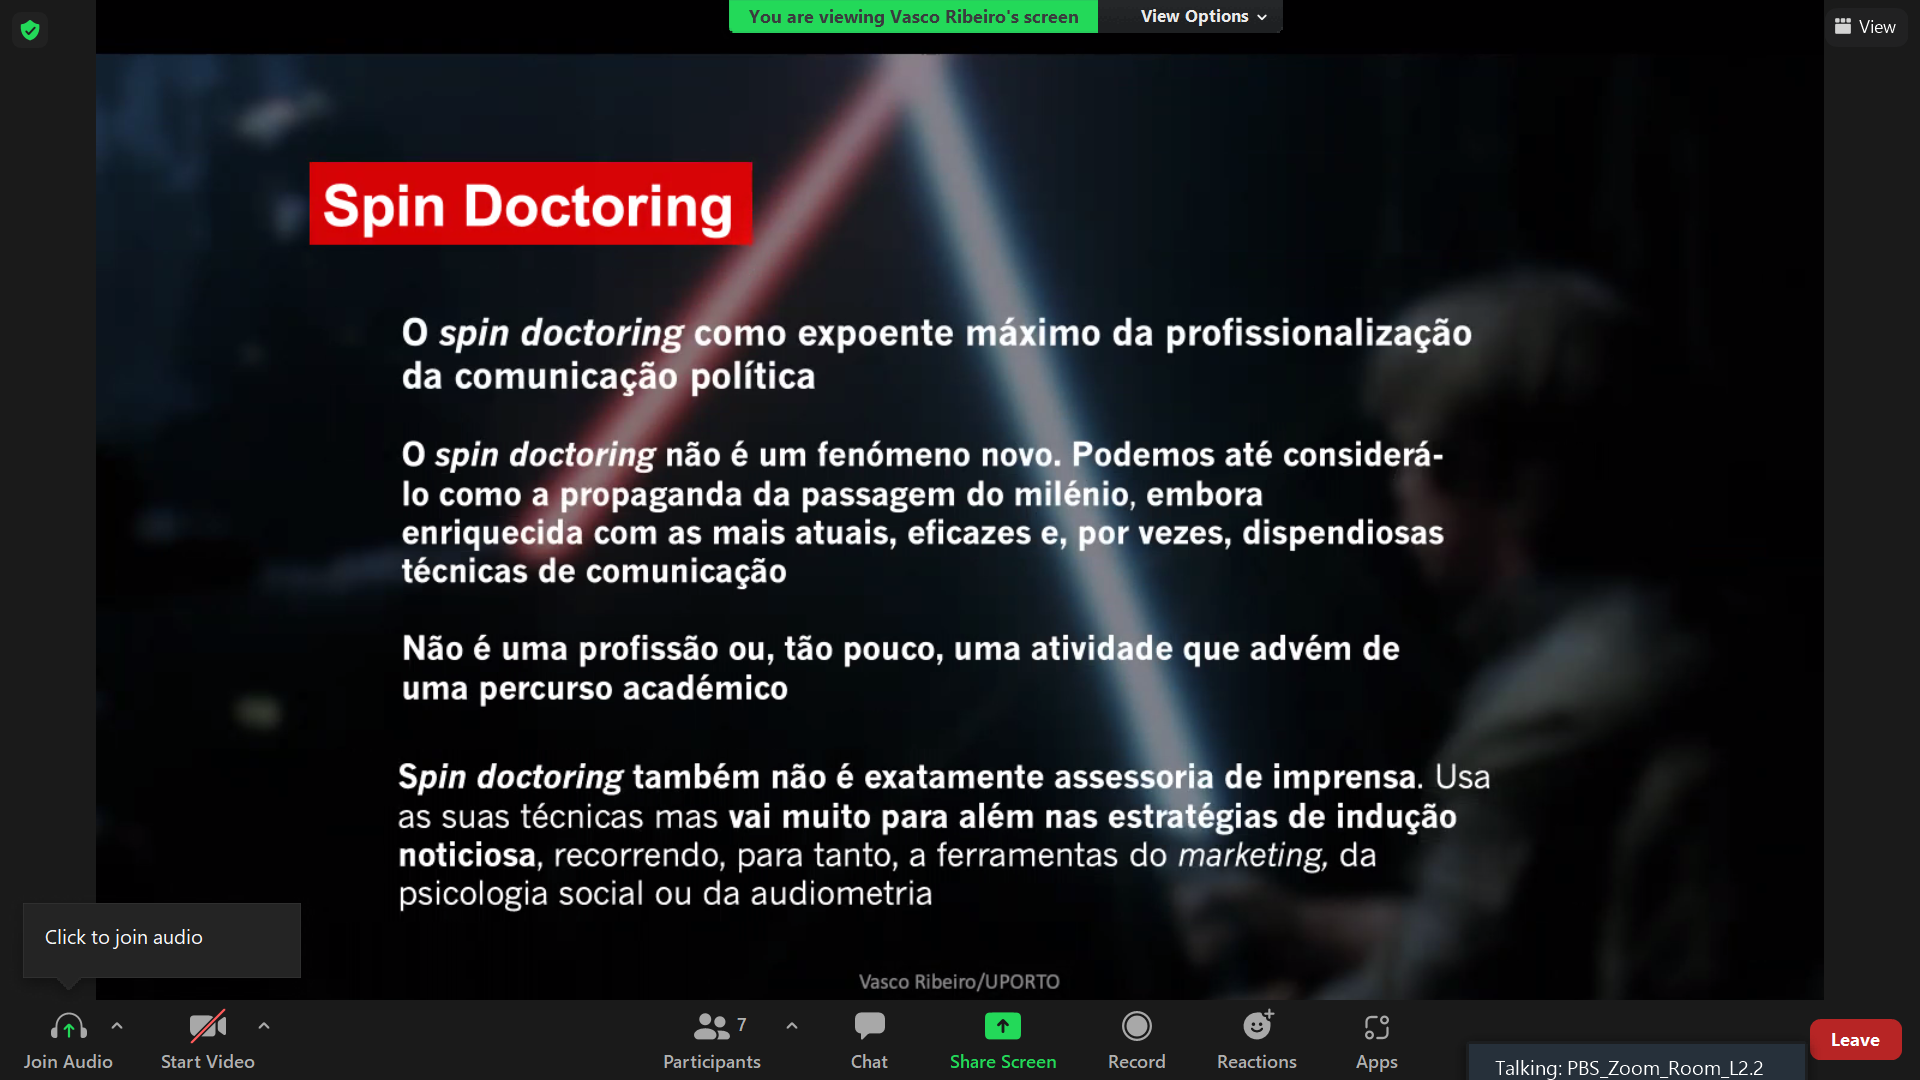 You are viewing Vasco Ribeiro's screen
View Options
View
Spin Doctoring
O spin doctoring como expoente máximo da profissionalização
da comunicação política
O spin doctoring não é um fenómeno novo. Podemos até considerá-
lo como a propaganda da passagem do milénio, embora
enriquecida com as mais atuais, eficazes e, por vezes, dispendiosas
técnicas de comunicação
Não é uma profissão ou, tão pouco, uma atividade que advém de
uma percurso académico
Spin doctoring também não é exatamente assessoria de imprensa. Usa
as suas técnicas mas vai muito para além nas estratégias de indução
noticiosa, recorrendo, para tanto, a ferramentas do marketing, da
psicologia social ou da audiometria
Vasco Ribeiro/UPORTO
Click to join audio
Join Audio
Start Video
7
Participants
Chat
Share Screen
Record
Reactions
Apps
Leave
Talking: PBS_Zoom_Room_L2.2